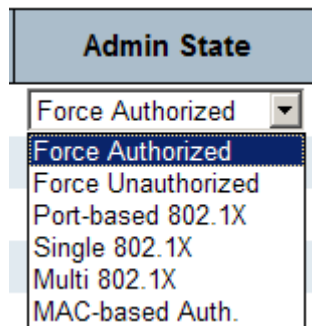 Admin State
Force Authorized
Force Authorized
Force Unauthorized
Port-based 802.1X
Single 802.1X
Multi 802.1X
MAC-based Auth.